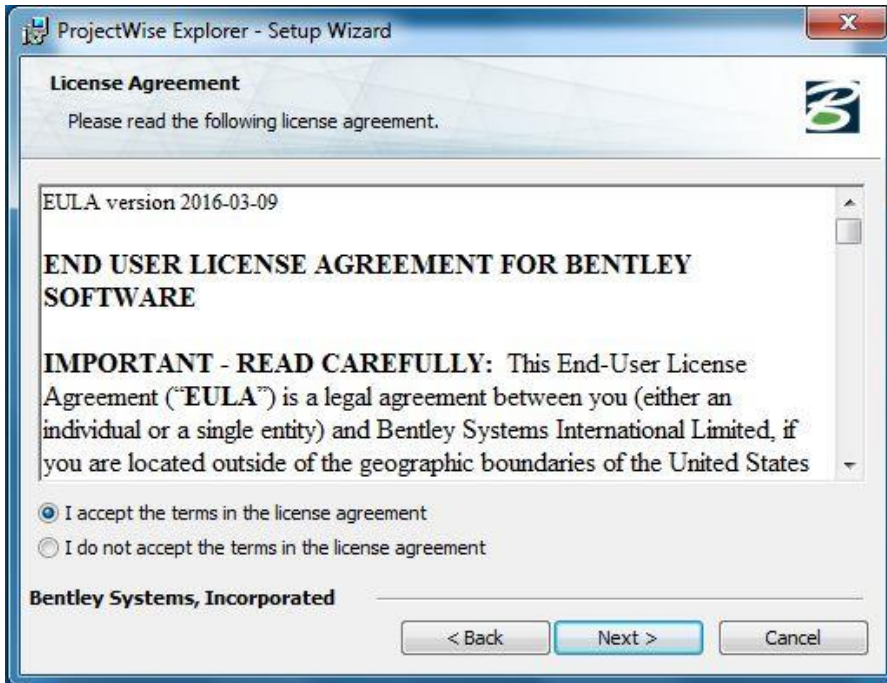 ProjectWise Explorer - Setup Wizard
License Agreement
Please read the following license agreement.
EULA version 2016-03-09
END USER LICENSE AGREEMENT FOR BENTLEY
SOFTWARE
IMPORTANT - READ CAREFULLY: This End-User License
Agreement (“EULA”) is a legal agreement between you (either an
individual or a single entity) and Bentley Systems International Limited, if
you are located outside of the geographic boundaries of the United States
I accept the terms in the license agreement
I do not accept the terms in the license agreement
Bentley Systems, Incorporated
< Back
Next >
Cancel